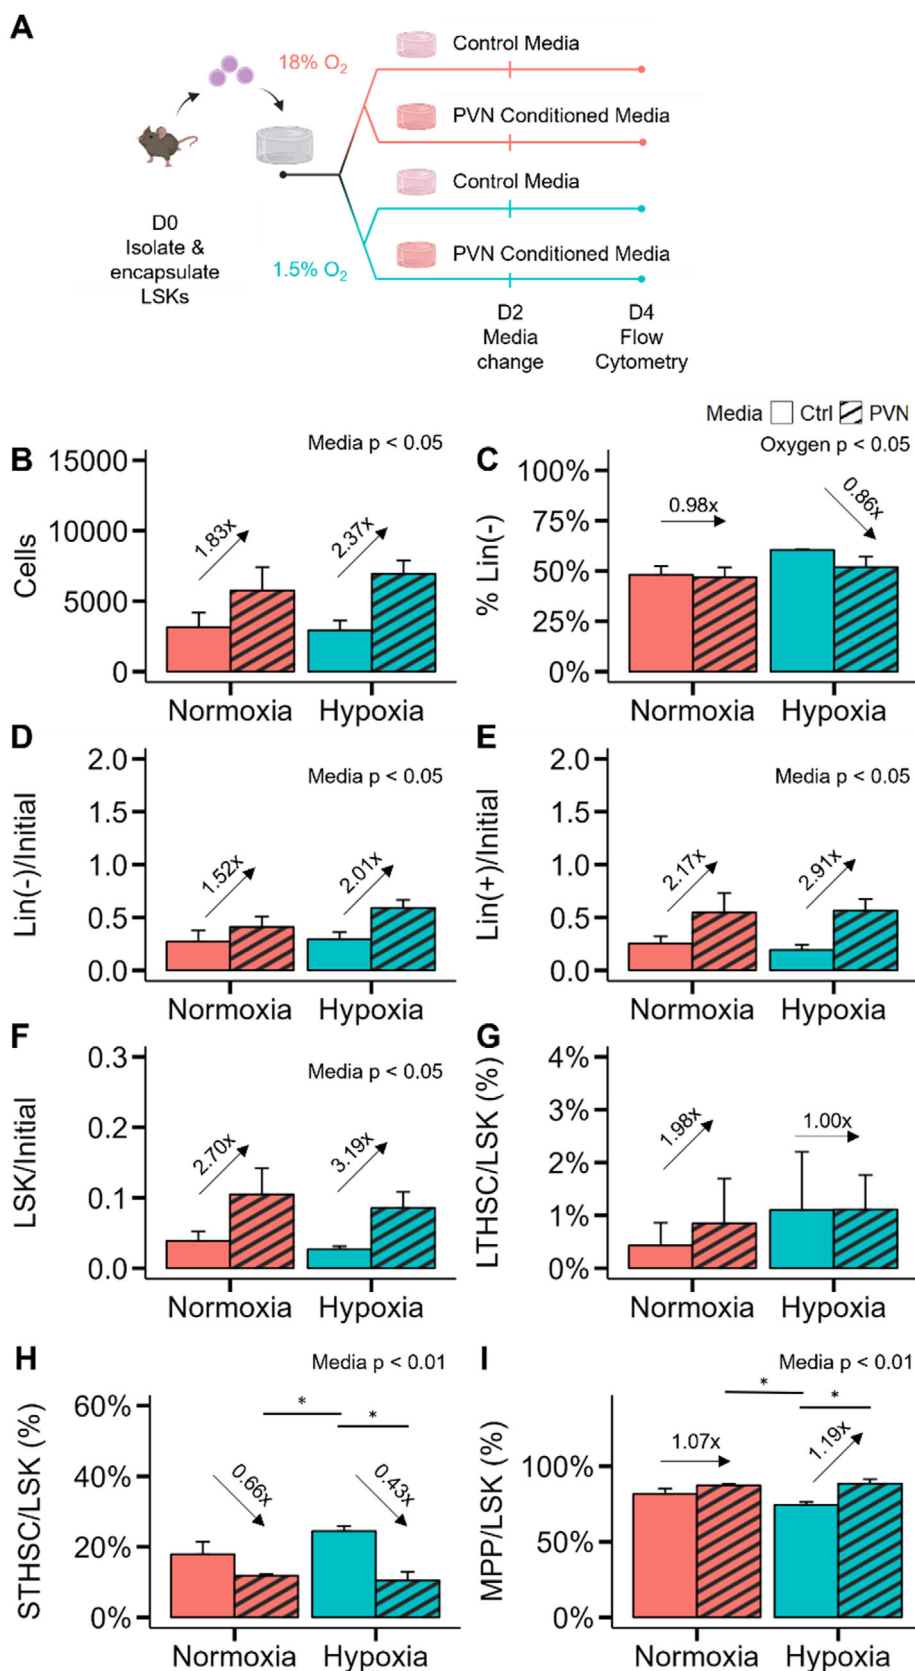 A
18% O₂
Control Media
PVN Conditioned Media
Control Media
PVN Conditioned Media
1.5% O₂
D0
Isolate &
encapsulate
LSKs
D2
Media
change
D4
Flow
Cytometry
Media Ctrl PVN
B
Media p < 0.05
Cells
15000
10000
5000
0
1.83x
2.37x
Normoxia Hypoxia
C
Oxygen p < 0.05
% Lin(-)
100%
75%
50%
25%
0%
0.98x
0.86x
Normoxia Hypoxia
D
Media p < 0.05
Lin(-)/Initial
2.0
1.5
1.0
0.5
0.0
1.52x
2.01x
Normoxia Hypoxia
E
Media p < 0.05
Lin(+)/Initial
2.0
1.5
1.0
0.5
0.0
2.17x
2.91x
Normoxia Hypoxia
F
Media p < 0.05
LSK/Initial
0.3
0.2
0.1
0.0
2.70x
3.19x
Normoxia Hypoxia
G
LTHSC/LSK (%)
4%
3%
2%
1%
0%
1.98x
1.00x
Normoxia Hypoxia
H
Media p < 0.01
STHSC/LSK (%)
60%
40%
20%
0%
*
*
0.66x
0.43x
Normoxia Hypoxia
I
Media p < 0.01
MPP/LSK (%)
100%
50%
0%
*
*
1.07x
1.19x
Normoxia Hypoxia